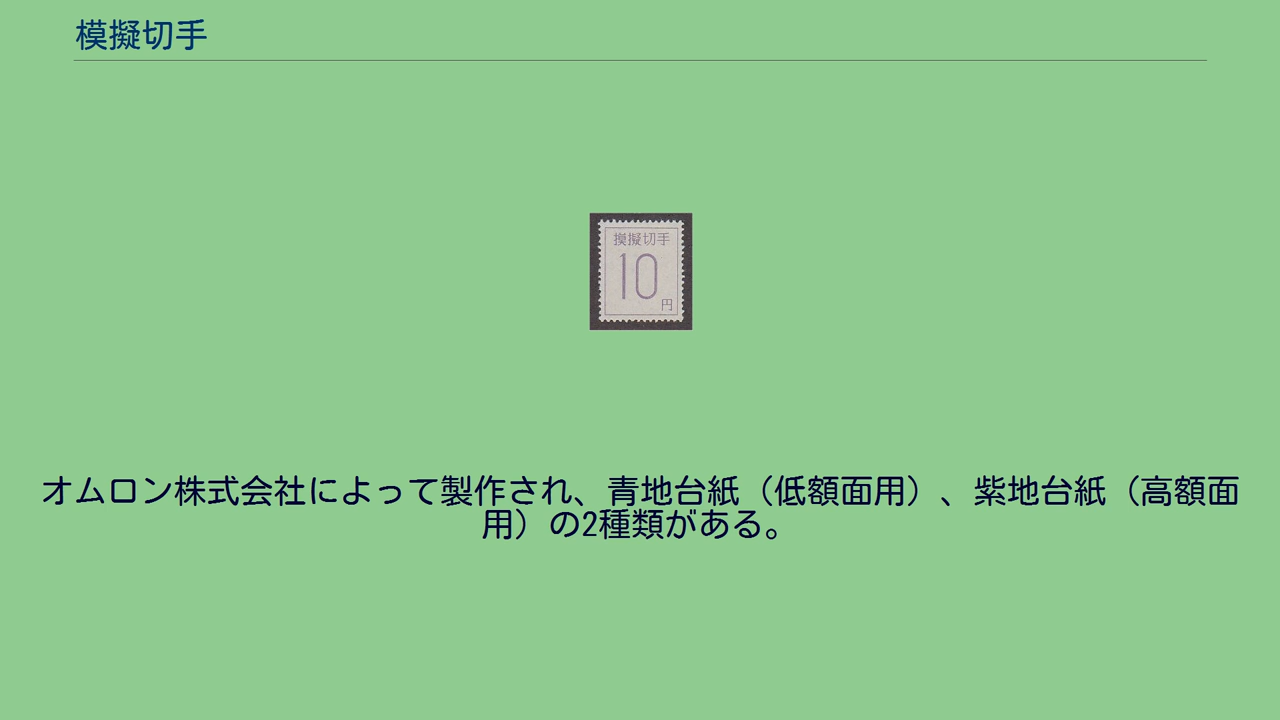 模擬切手
模擬切手
10
円
オムロン株式会社によって製作され、青地台紙（低額面用）、紫地台紙（高額面
用）の2種類がある。